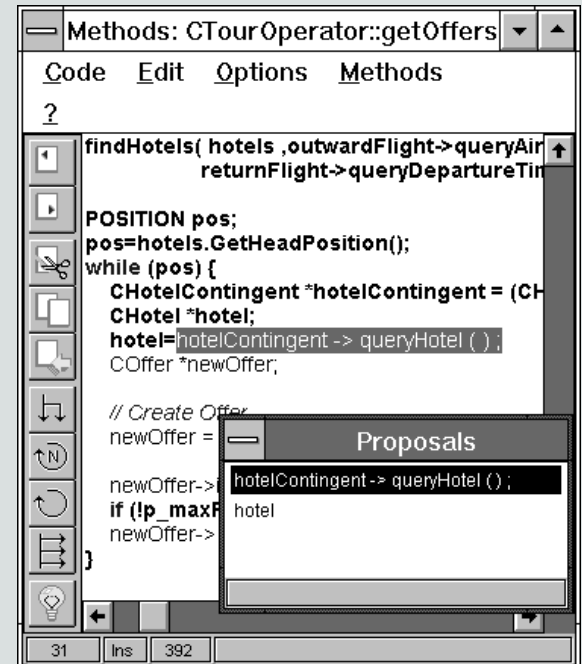 Methods: CTourOperator::getOffers
Code Edit Options Methods
?
findHotels( hotels ,outwardFlight->queryAir
returnFlight->queryDepartureTim
POSITION pos;
pos=hotels.GetHeadPosition();
while (pos) {
CHotelContingent *hotelContingent = (CH
CHotel *hotel;
hotel=hotelContingent -> queryHotel ( ) ;
COffer *newOffer;
// Create Offer
newOffer =
newOffer->i
if (!p_maxF
newOffer->
}
Proposals
hotelContingent -> queryHotel ( ) ;
hotel
N
31 Ins 392